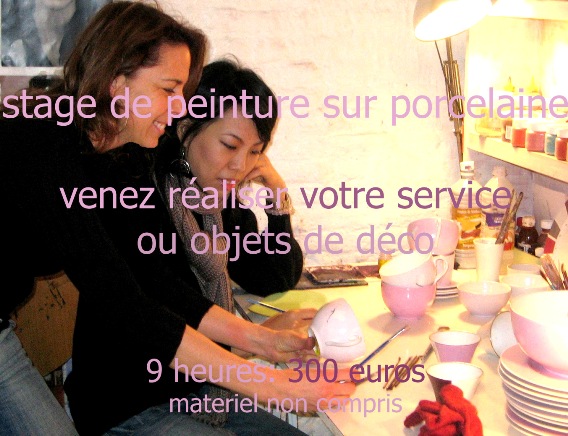 stage de peinture sur porcelaine
venez réaliser votre service
ou objets de déco
9 heures: 300 euros
materiel non compris